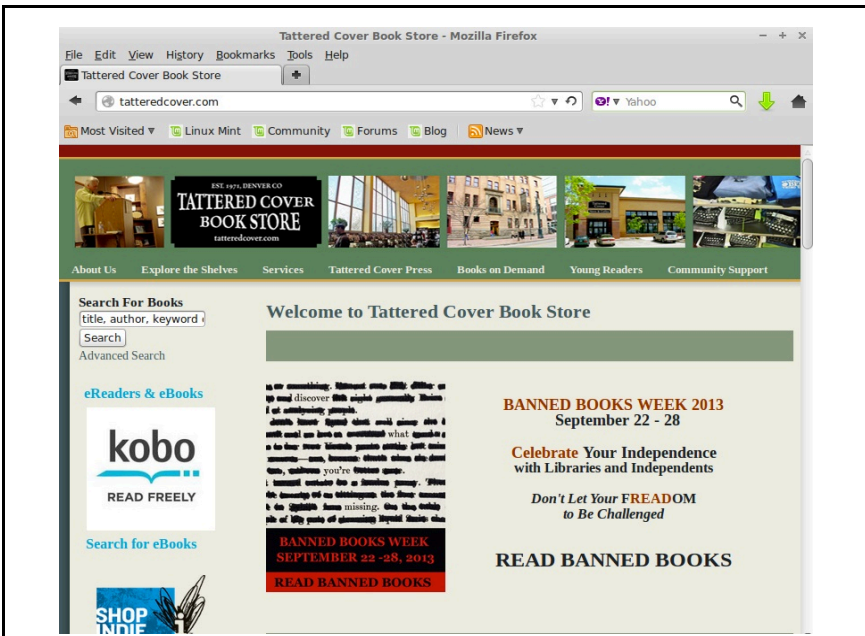 Tattered Cover Book Store - Mozilla Firefox
File Edit View History Bookmarks Tools Help
Tattered Cover Book Store
tatteredcover.com
Yahoo
Most Visited Linux Mint Community Forums Blog News
EST. 1971, DENVER CO
TATTERED COVER
BOOK STORE
tatteredcover.com
About Us Explore the Shelves Services Tattered Cover Press Books on Demand Young Readers Community Support
Search For Books
title, author, keyword
Search
Advanced Search
eReaders & eBooks
kobo
READ FREELY
Search for eBooks
SHOP
INDIE
Welcome to Tattered Cover Book Store
discover
what
you're
missing.
BANNED BOOKS WEEK
SEPTEMBER 22 -28, 2013
READ BANNED BOOKS
BANNED BOOKS WEEK 2013
September 22 - 28
Celebrate Your Independence
with Libraries and Independents
Don't Let Your FREADOM
to Be Challenged
READ BANNED BOOKS